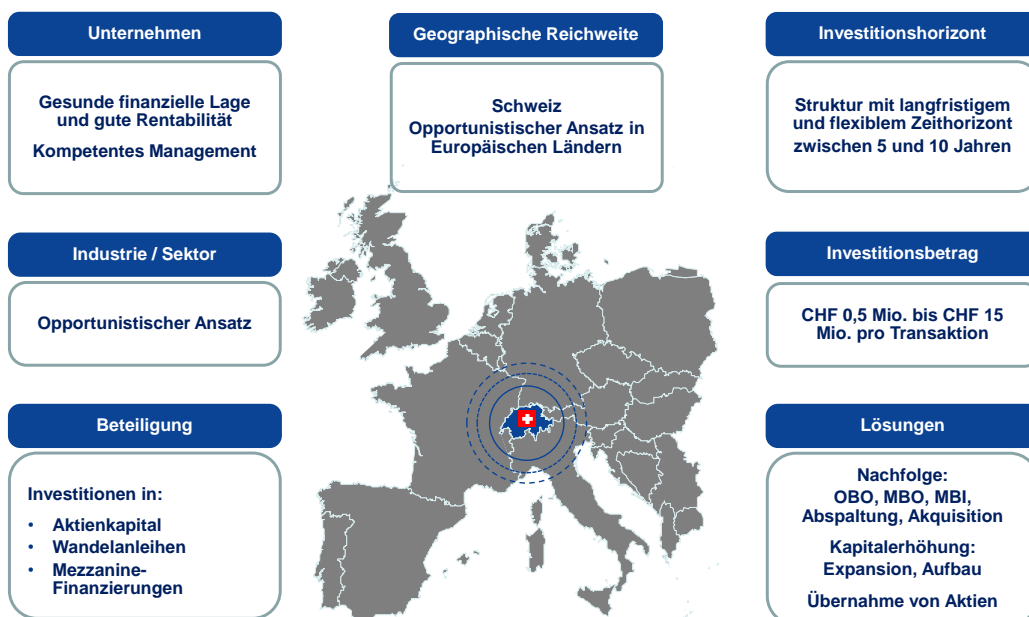 Unternehmen
Gesunde finanzielle Lage
und gute Rentabilität
Kompetentes Management
Geographische Reichweite
Schweiz
Opportunistischer Ansatz in
Europäischen Ländern
Investitionshorizont
Struktur mit langfristigem
und flexiblem Zeithorizont
zwischen 5 und 10 Jahren
Industrie / Sektor
Opportunistischer Ansatz
Investitionsbetrag
CHF 0,5 Mio. bis CHF 15
Mio. pro Transaktion
Beteiligung
Investitionen in:
• Aktienkapital
• Wandelanleihen
• Mezzanine-
Finanzierungen
Lösungen
Nachfolge:
OBO, MBO, MBI,
Abspaltung, Akquisition
Kapitalerhöhung:
Expansion, Aufbau
Übernahme von Aktien